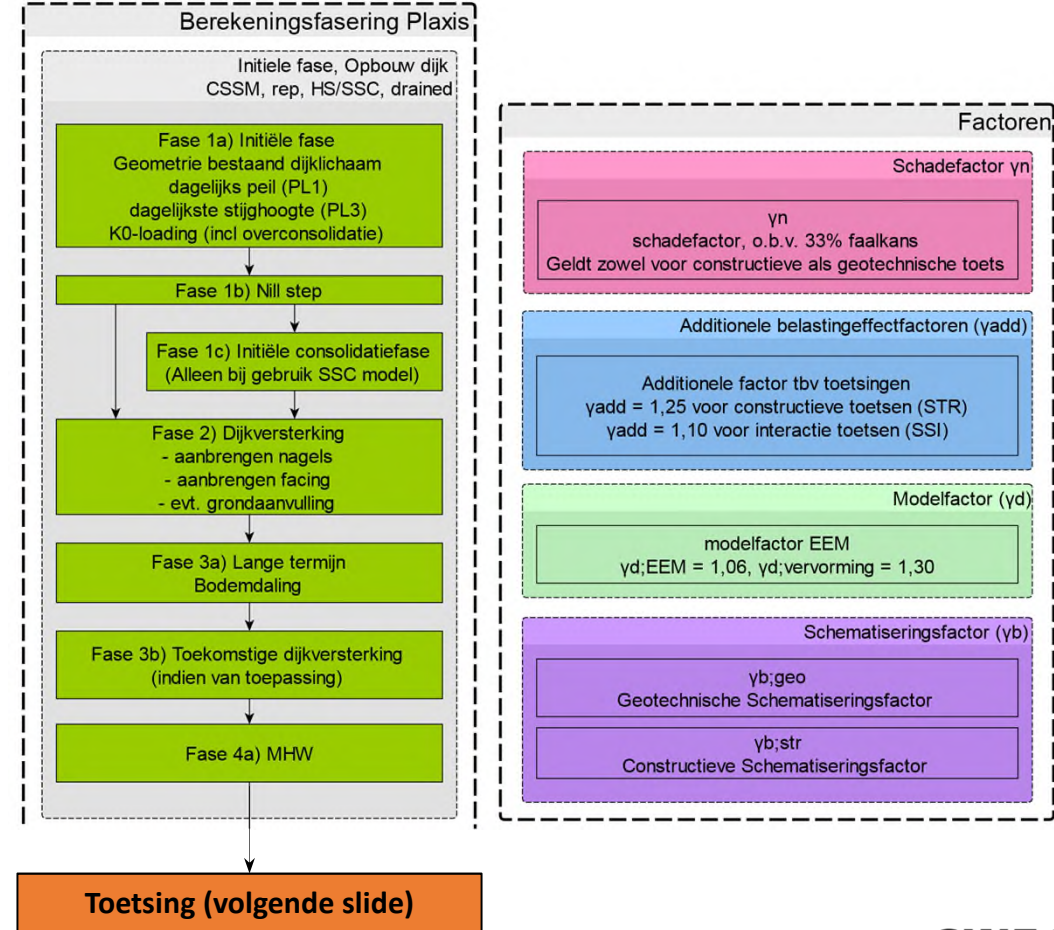 Berekeningsfasering Plaxis
Initiele fase, Opbouw dijk
CSSM, rep, HS/SSC, drained
Fase 1a) Initiële fase
Geometrie bestaand dijklichaam
dagelijks peil (PL1)
dagelijkste stijghoogte (PL3)
K0-loading (incl overconsolidatie)
Fase 1b) Nill step
Fase 1c) Initiële consolidatiefase
(Alleen bij gebruik SSC model)
Fase 2) Dijkversterking
- aanbrengen nagels
- aanbrengen facing
- evt. grondaanvulling
Fase 3a) Lange termijn
Bodemdaling
Fase 3b) Toekomstige dijkversterking
(indien van toepassing)
Fase 4a) MHW
Toetsing (volgende slide)
Factoren
Schadefactor γn
γn
schadefactor, o.b.v. 33% faalkans
Geldt zowel voor constructieve als geotechnische toets
Additionele belastingeffectfactoren (γadd)
Additionele factor tbv toetsingen
γadd = 1,25 voor constructieve toetsen (STR)
γadd = 1,10 voor interactie toetsen (SSI)
Modelfactor (γd)
modelfactor EEM
γd;EEM = 1,06, γd;vervorming = 1,30
Schematiseringsfactor (γb)
γb;geo
Geotechnische Schematiseringsfactor
γb;str
Constructieve Schematiseringsfactor